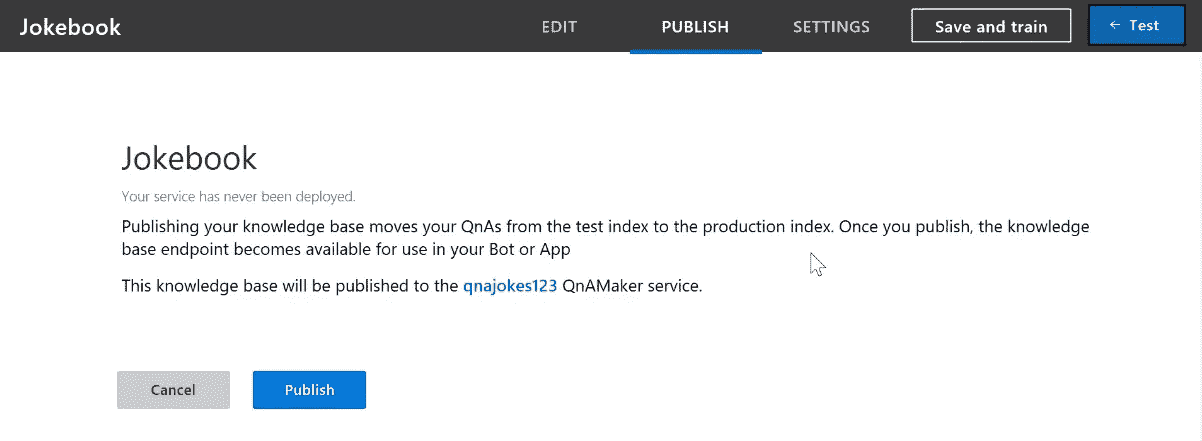 Jokebook
EDIT
PUBLISH
SETTINGS
Save and train
← Test
Jokebook
Your service has never been deployed.
Publishing your knowledge base moves your QnAs from the test index to the production index. Once you publish, the knowledge
base endpoint becomes available for use in your Bot or App
This knowledge base will be published to the qnajokes123 QnAMaker service.
Cancel
Publish